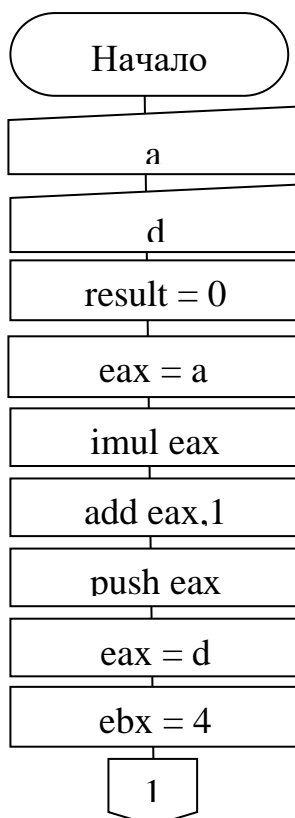 Начало
a
d
result = 0
eax = a
imul eax
add eax,1
push eax
eax = d
ebx = 4
1